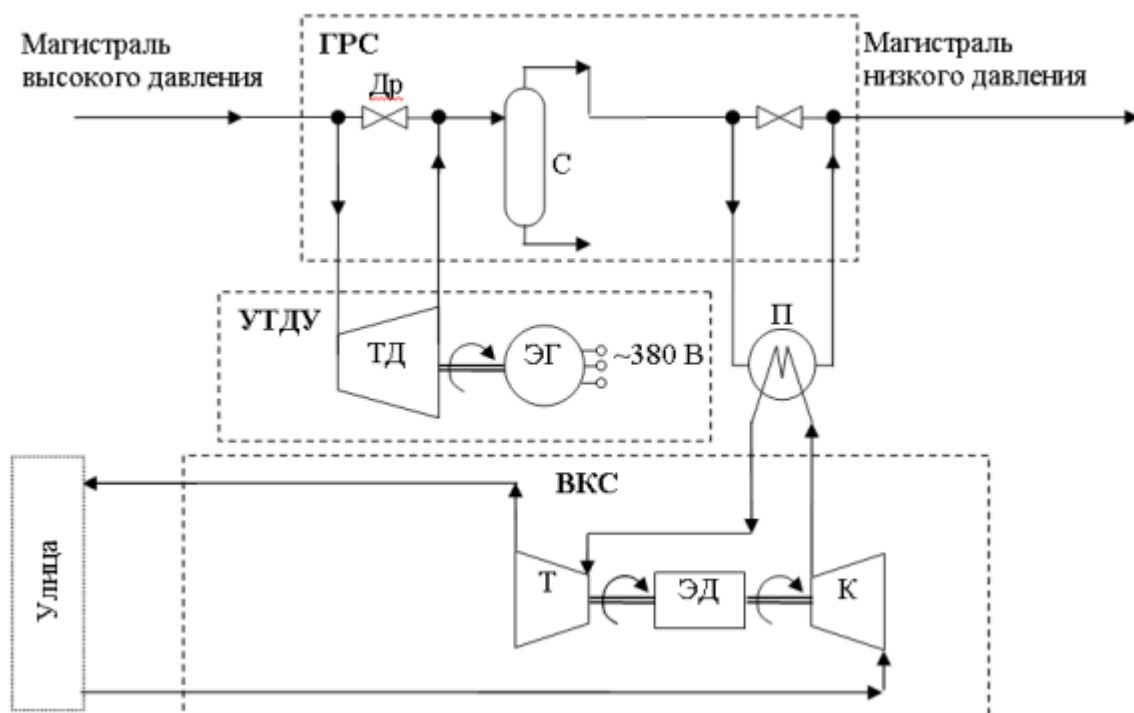 Магистраль
высокого давления
ГРС
Магистраль
низкого давления
Др
С
УТДУ
ТД
ЭГ
~380 В
П
ВКС
Улица
Т
ЭД
К